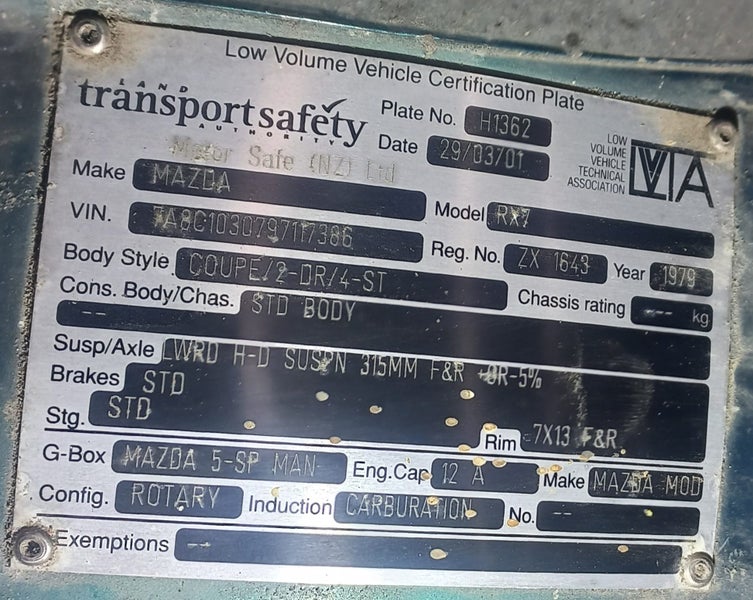 Low Volume Vehicle Certification Plate
LAND
transport safety
AUTHORITY
Plate No. H1362
Date 29/03/01
LOW
VOLUME
VEHICLE
TECHNICAL
ASSOCIATION
LVVTA
Motor Safe (NZ) Ltd
Make MAZDA
Model RX7
VIN. 7A8C1030797117386
Reg. No. ZX 1643 Year 1979
Body Style COUPE/2-DR/4-ST
Chassis rating --- kg
Cons. Body/Chas. STD BODY
--
Susp/Axle LWRD H-D SUSPN 315MM F&R +OR-5%
Brakes STD
Stg. STD
Rim 7X13 F&R
G-Box MAZDA 5-SP MAN
Eng.Cap. 12 A Make MAZDA MOD
Config. ROTARY Induction CARBURATION No. --
Exemptions --